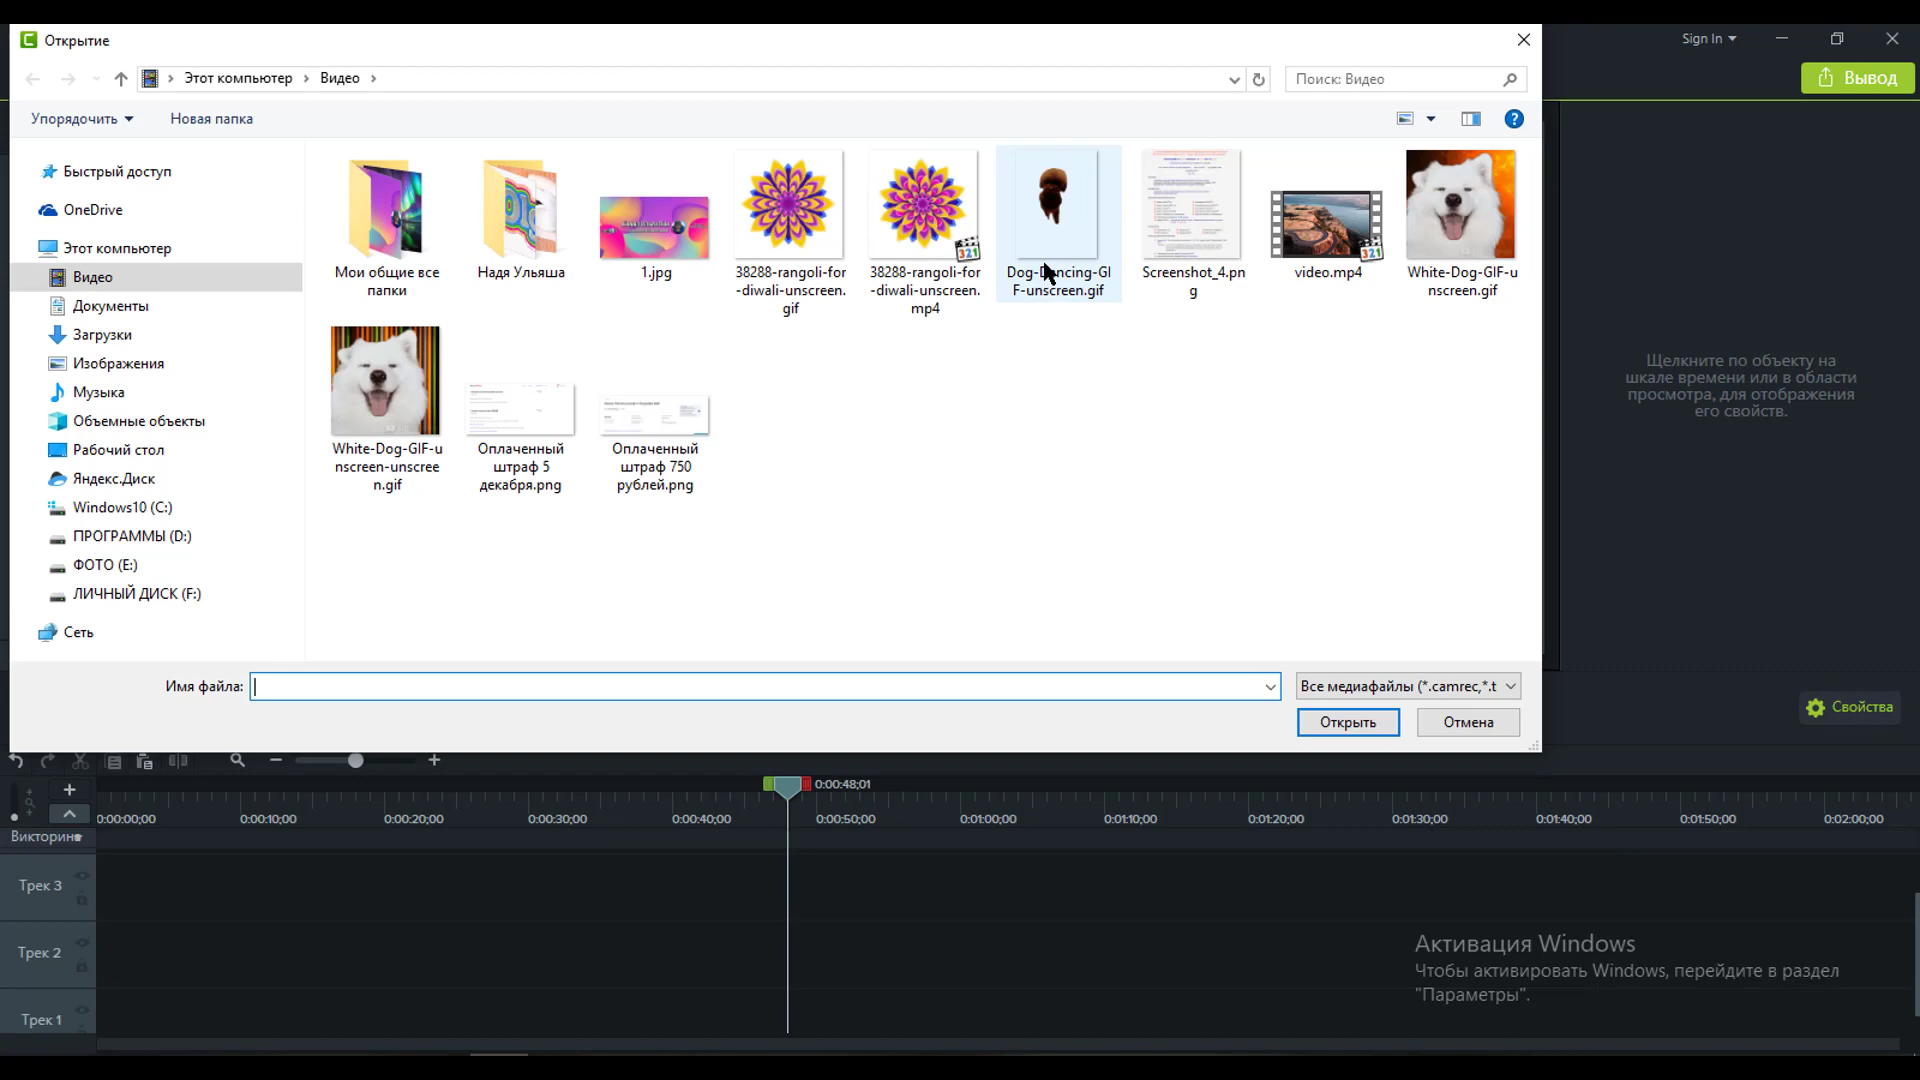 Открытие
Sign In
Этот компьютер
Видео
Поиск: Видео
Вывод
Упорядочить
Новая папка
Быстрый доступ
OneDrive
Этот компьютер
Видео
Документы
Загрузки
Изображения
Музыка
Объемные объекты
Рабочий стол
Яндекс.Диск
Windows10 (C:)
ПРОГРАММЫ (D:)
ФОТО (E:)
ЛИЧНЫЙ ДИСК (F:)
Сеть
Мои общие все
папки
Надя Ульяша
1.jpg
38288-rangoli-for
-diwali-unscreen.
gif
38288-rangoli-for
-diwali-unscreen.
mp4
321
F-unscreen.gif
Screenshot_4.pn
g
321
video.mp4
White-Dog-GIF-u
nscreen.gif
White-Dog-GIF-u
nscreen-unscree
n.gif
Оплаченный
штраф 5
декабря.png
Оплаченный
штраф 750
рублей.png
Щелкните по объекту на
шкале времени или в области
просмотра, для отображения
его свойств.
Имя файла:
Все медиафайлы (*.camrec,*.t
Открыть
Отмена
Свойства
0:00:48;01
0:00:00;00
0:00:10;00
0:00:20;00
0:00:30;00
0:00:40;00
0:00:50;00
0:01:00;00
0:01:10;00
0:01:20;00
0:01:30;00
0:01:40;00
0:01:50;00
0:02:00;00
Трек 3
Трек 2
Трек 1
Активация Windows
Чтобы активировать Windows, перейдите в раздел
"Параметры".